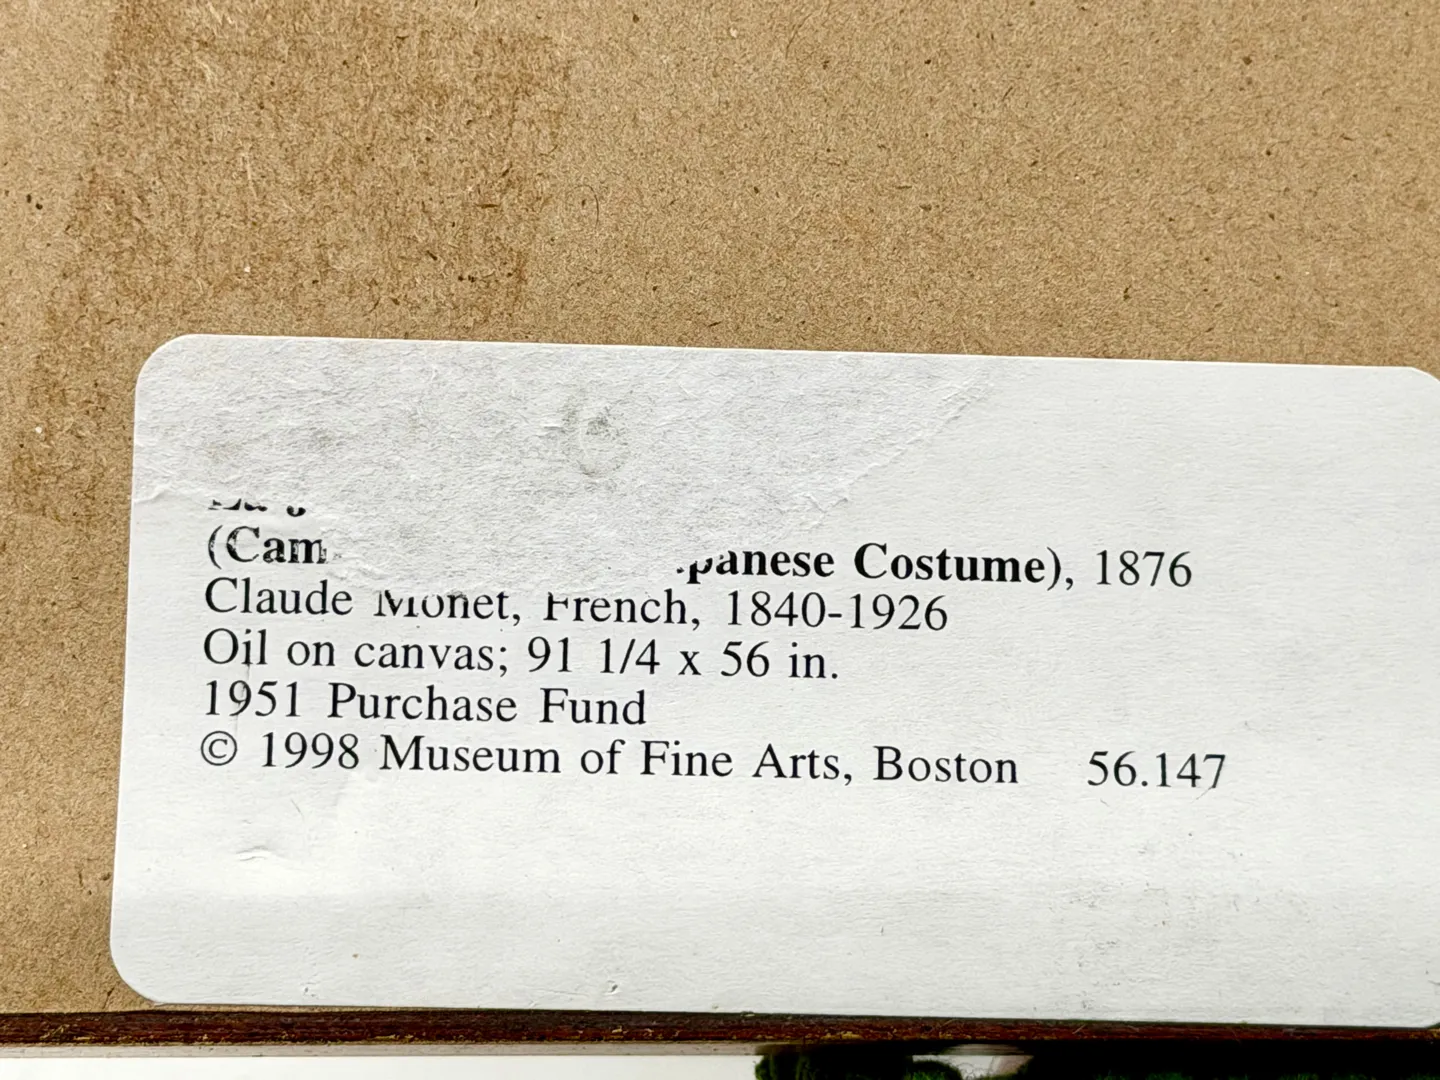 (Cam
panese Costume), 1876
Claude Monet, French, 1840-1926
Oil on canvas; 91 1/4 x 56 in.
1951 Purchase Fund
© 1998 Museum of Fine Arts, Boston 56.147